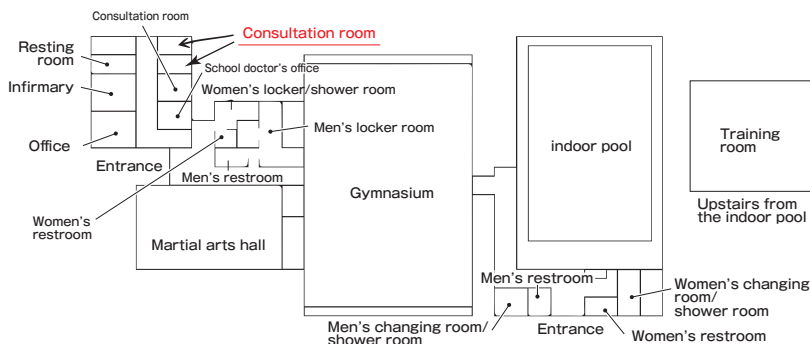 Consultation room
Consultation room
Resting
room
School doctor's office
Infirmary
Women's locker/shower room
Men's locker room
Office
Entrance
Men's restroom
Women's
restroom
Martial arts hall
Gymnasium
indoor pool
Training
room
Upstairs from
the indoor pool
Men's restroom
Women's changing
room/
shower room
Men's changing room/
shower room
Entrance
Women's restroom